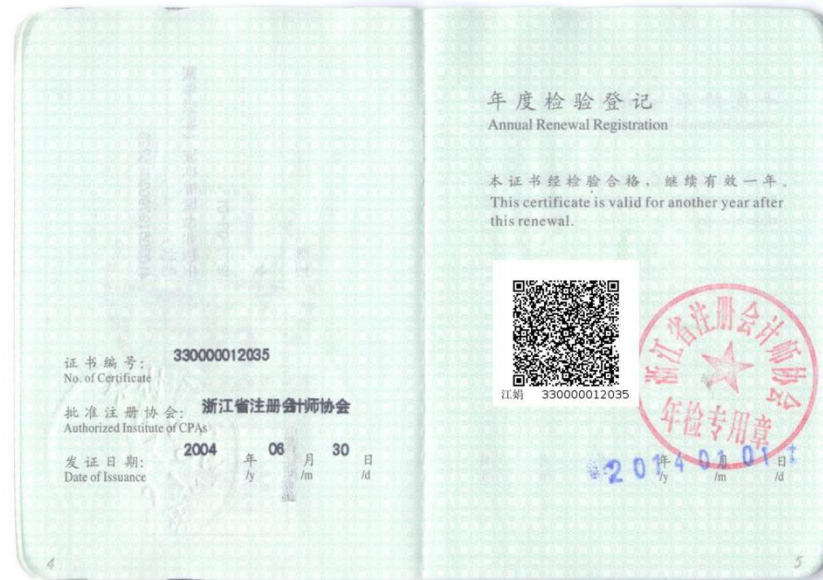 证书编号： 330000012035
No. of Certificate
批准注册协会： 浙江省注册会计师协会
Authorized Institute of CPAs
发证日期： 2004 年 06 月 30 日
Date of Issuance /y /m /d
4
年度检验登记
Annual Renewal Registration
本证书经检验合格，继续有效一年。
This certificate is valid for another year after
this renewal.
江娟 330000012035
浙江省注册会计师协会
年检专用章
2014 年 01 月 01 日
/y /m /d
5